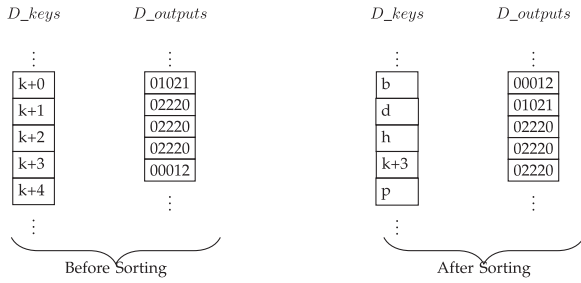 D_keys D_outputs D_keys D_outputs
⋮ ⋮ ⋮ ⋮
k+0 01021 b 00012
k+1 02220 d 01021
k+2 02220 h 02220
k+3 02220 k+3 02220
k+4 00012 p 02220
⋮ ⋮ ⋮ ⋮
Before Sorting After Sorting